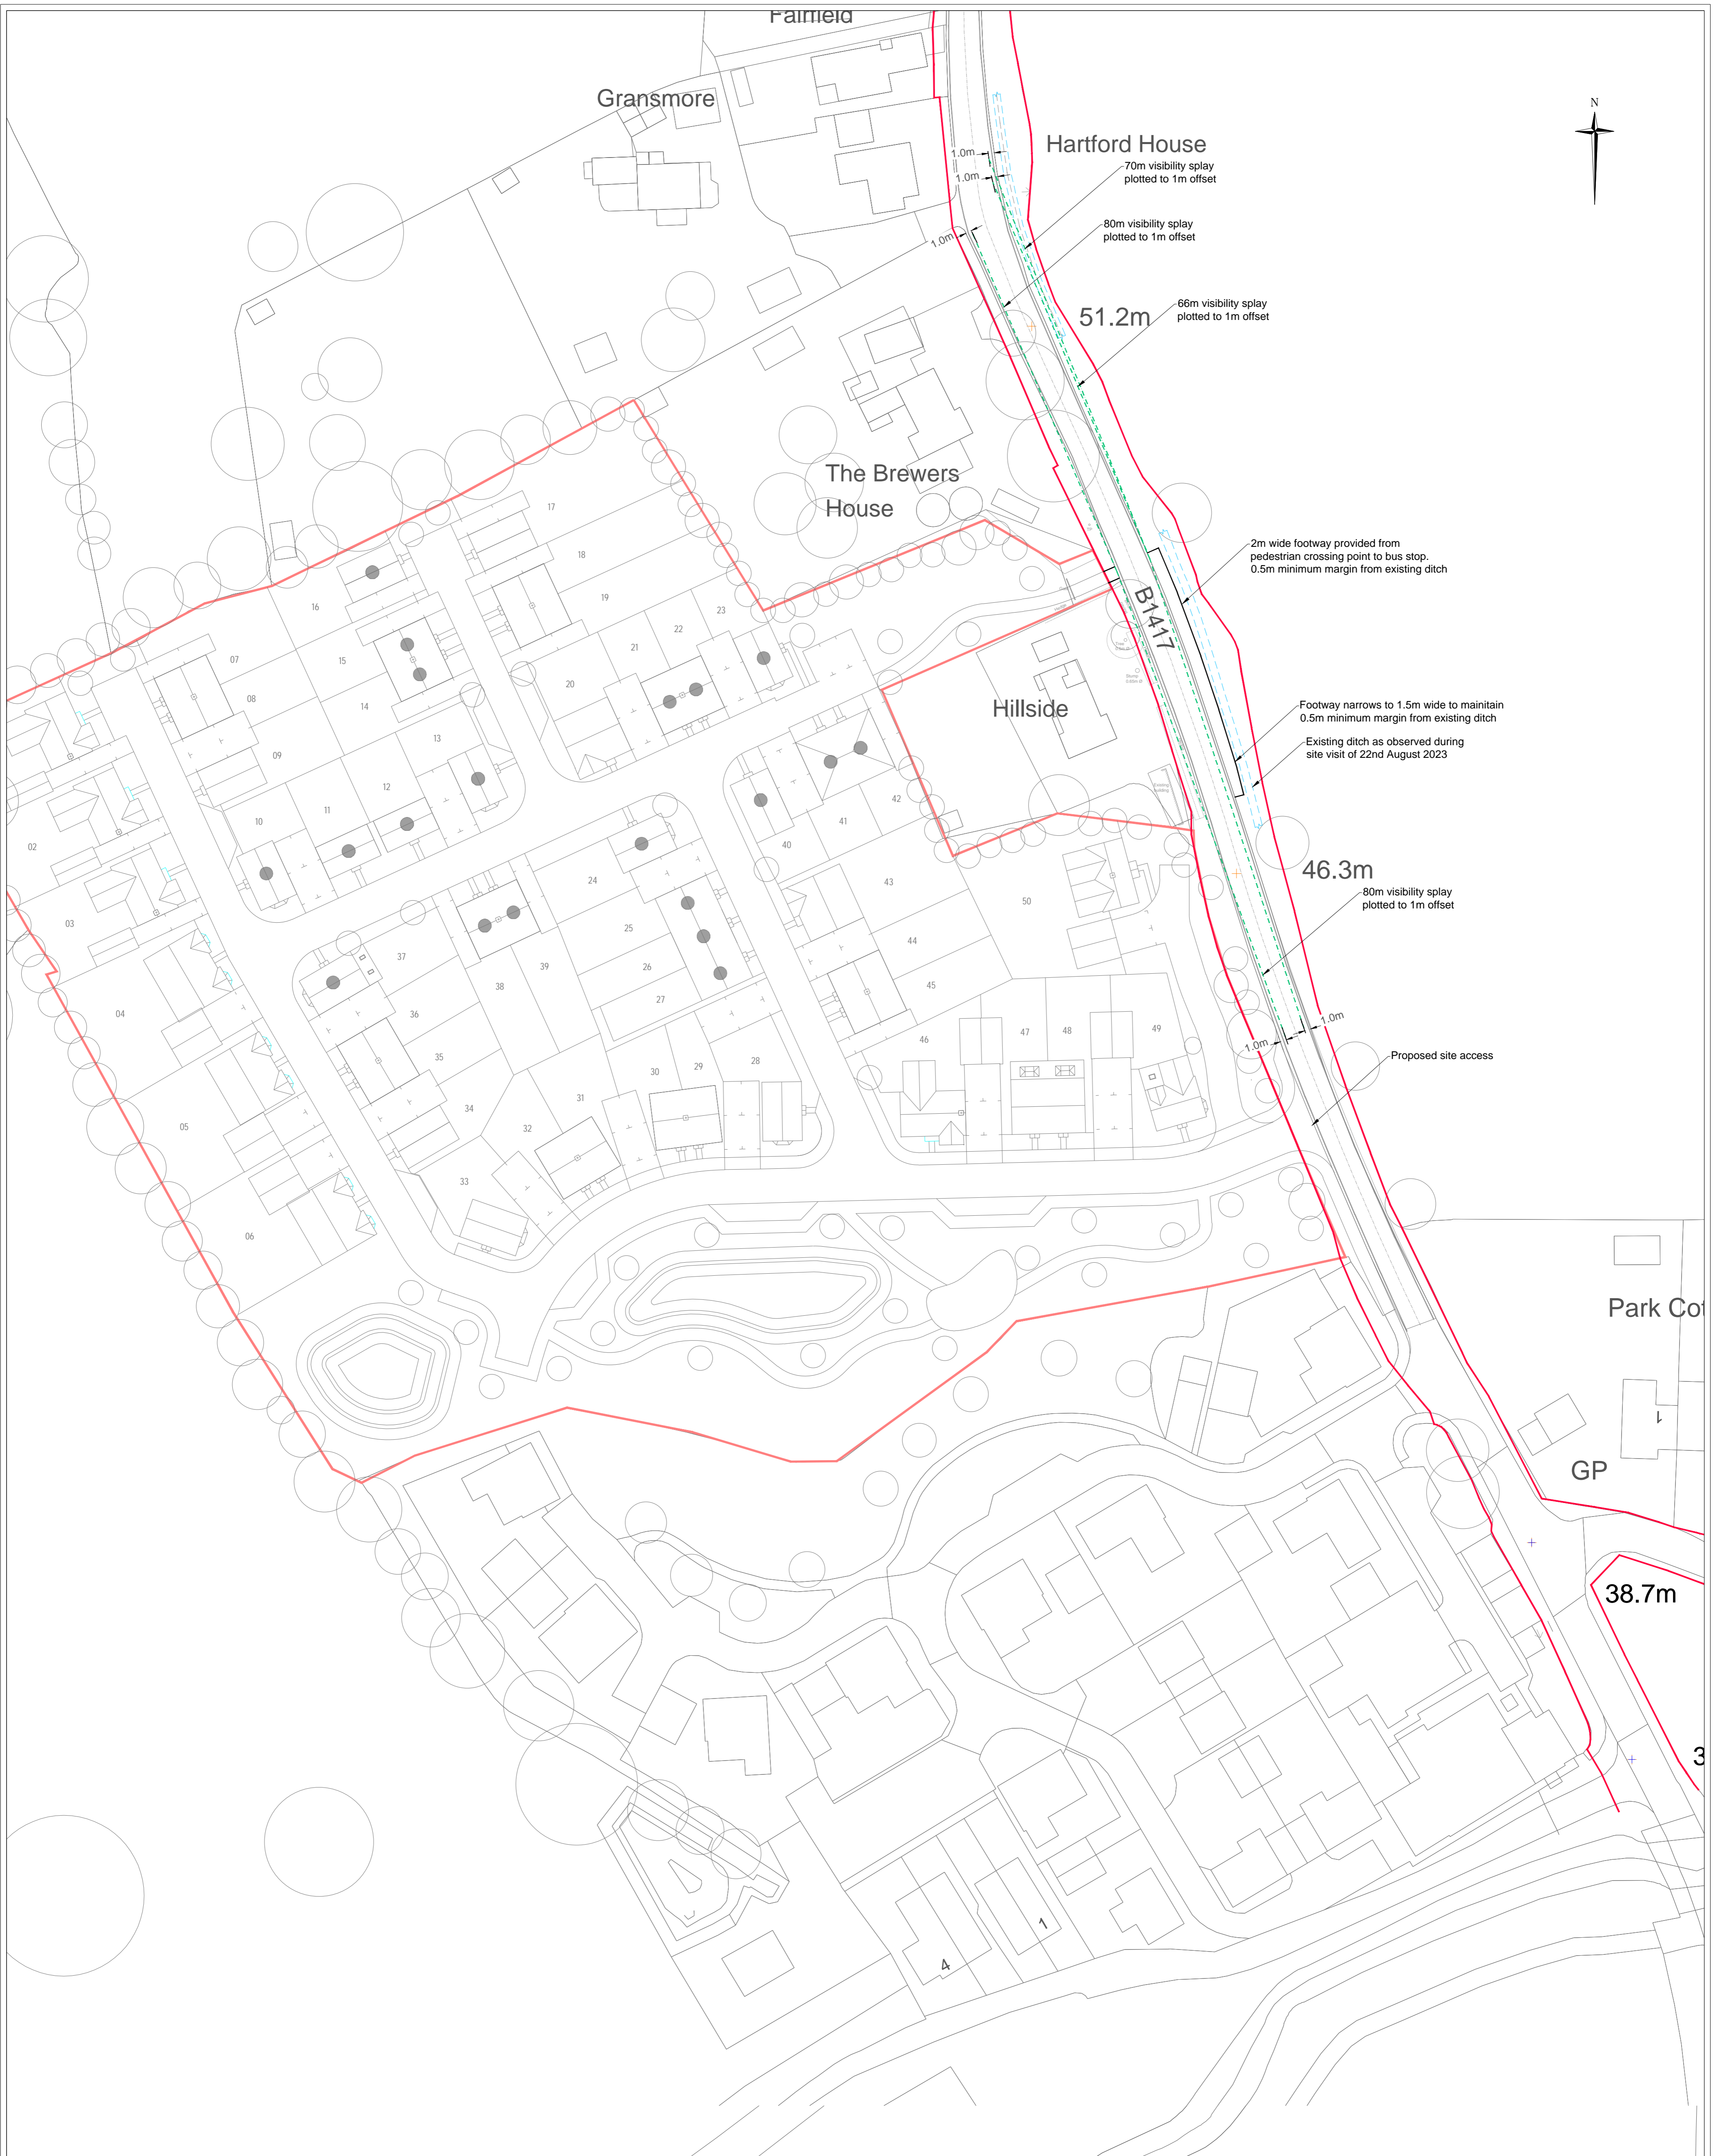 Fairfield
N
Gransmore
Hartford House
1.0m
70m visibility splay
plotted to 1m offset
1.0m
80m visibility splay
plotted to 1m offset
1.0m
66m visibility splay
plotted to 1m offset
51.2m
The Brewers
House
2m wide footway provided from
pedestrian crossing point to bus stop.
0.5m minimum margin from existing ditch
B1417
Hillside
Footway narrows to 1.5m wide to mainitain
0.5m minimum margin from existing ditch
Existing ditch as observed during
site visit of 22nd August 2023
Existing
building
Stump
46.3m
80m visibility splay
plotted to 1m offset
1.0m
1.0m
Proposed site access
17
18
19
16
23
22
21
20
07
15
08
14
13
09
12
11
10
42
41
40
02
24
43
50
03
25
44
37
39
26
38
45
27
04
36
46
47
48
49
35
30
29
28
31
34
32
05
33
06
Park Cot
1
GP
38.7m
3
1
4